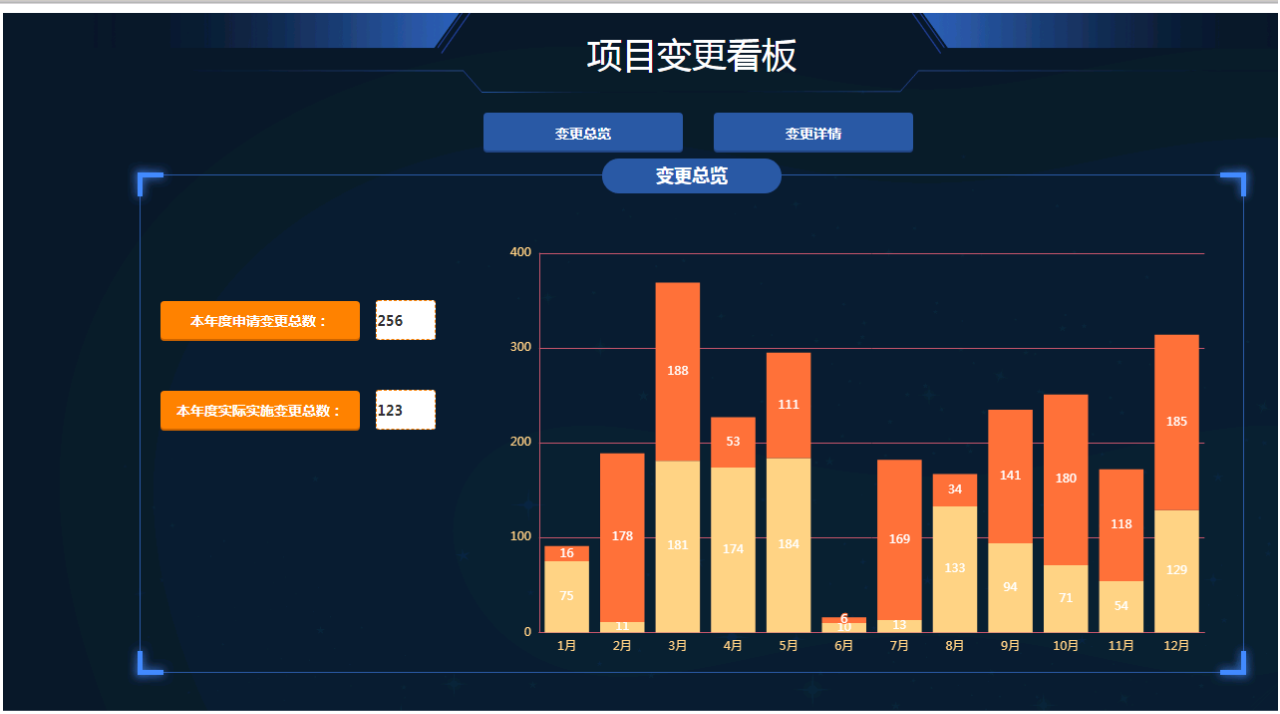 项目变更看板
变更总览 变更详情
变更总览
本年度申请变更总数： 256
本年度实际实施变更总数： 123
400
300
200
100
0
16 178 188 53 111 6 169 34 141 180 118 185
75 11 181 174 184 10 13 133 94 71 54 129
1月 2月 3月 4月 5月 6月 7月 8月 9月 10月 11月 12月